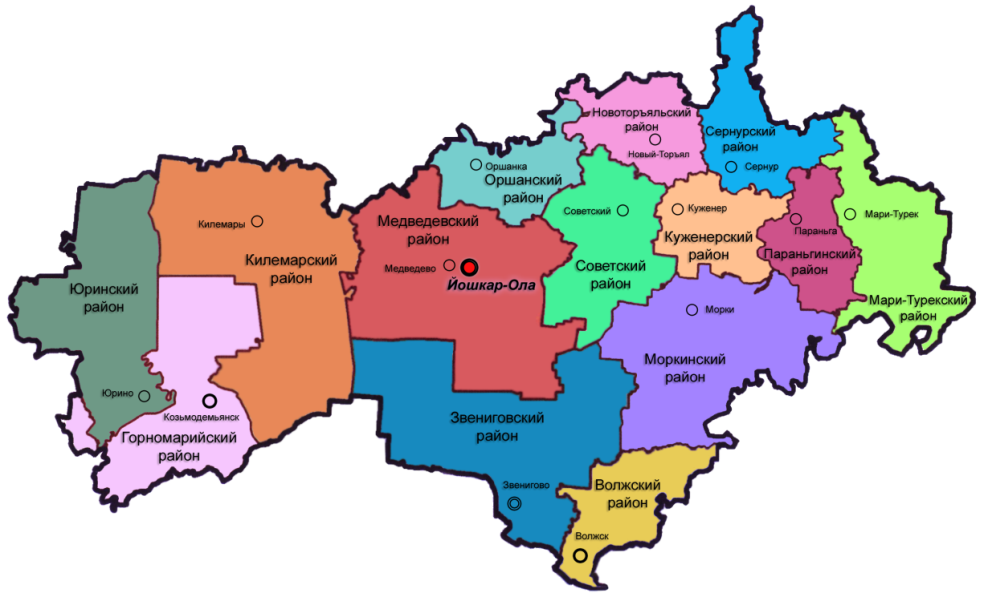 Новоторъяльский
район
Новый-Торъял
Сернурский
район
Сернур
Оршанка
Оршанский
район
Килемары
Килемарский
район
Медведевский
район
Медведево
Йошкар-Ола
Советский
Советский
район
Куженер
Куженерский
район
Параньга
Параньгинский
район
Мари-Турек
Мари-Турекский
район
Юринский
район
Юрино
Козьмодемьянск
Горномарийский
район
Морки
Моркинский
район
Звениговский
район
Звенигово
Волжский
район
Волжск